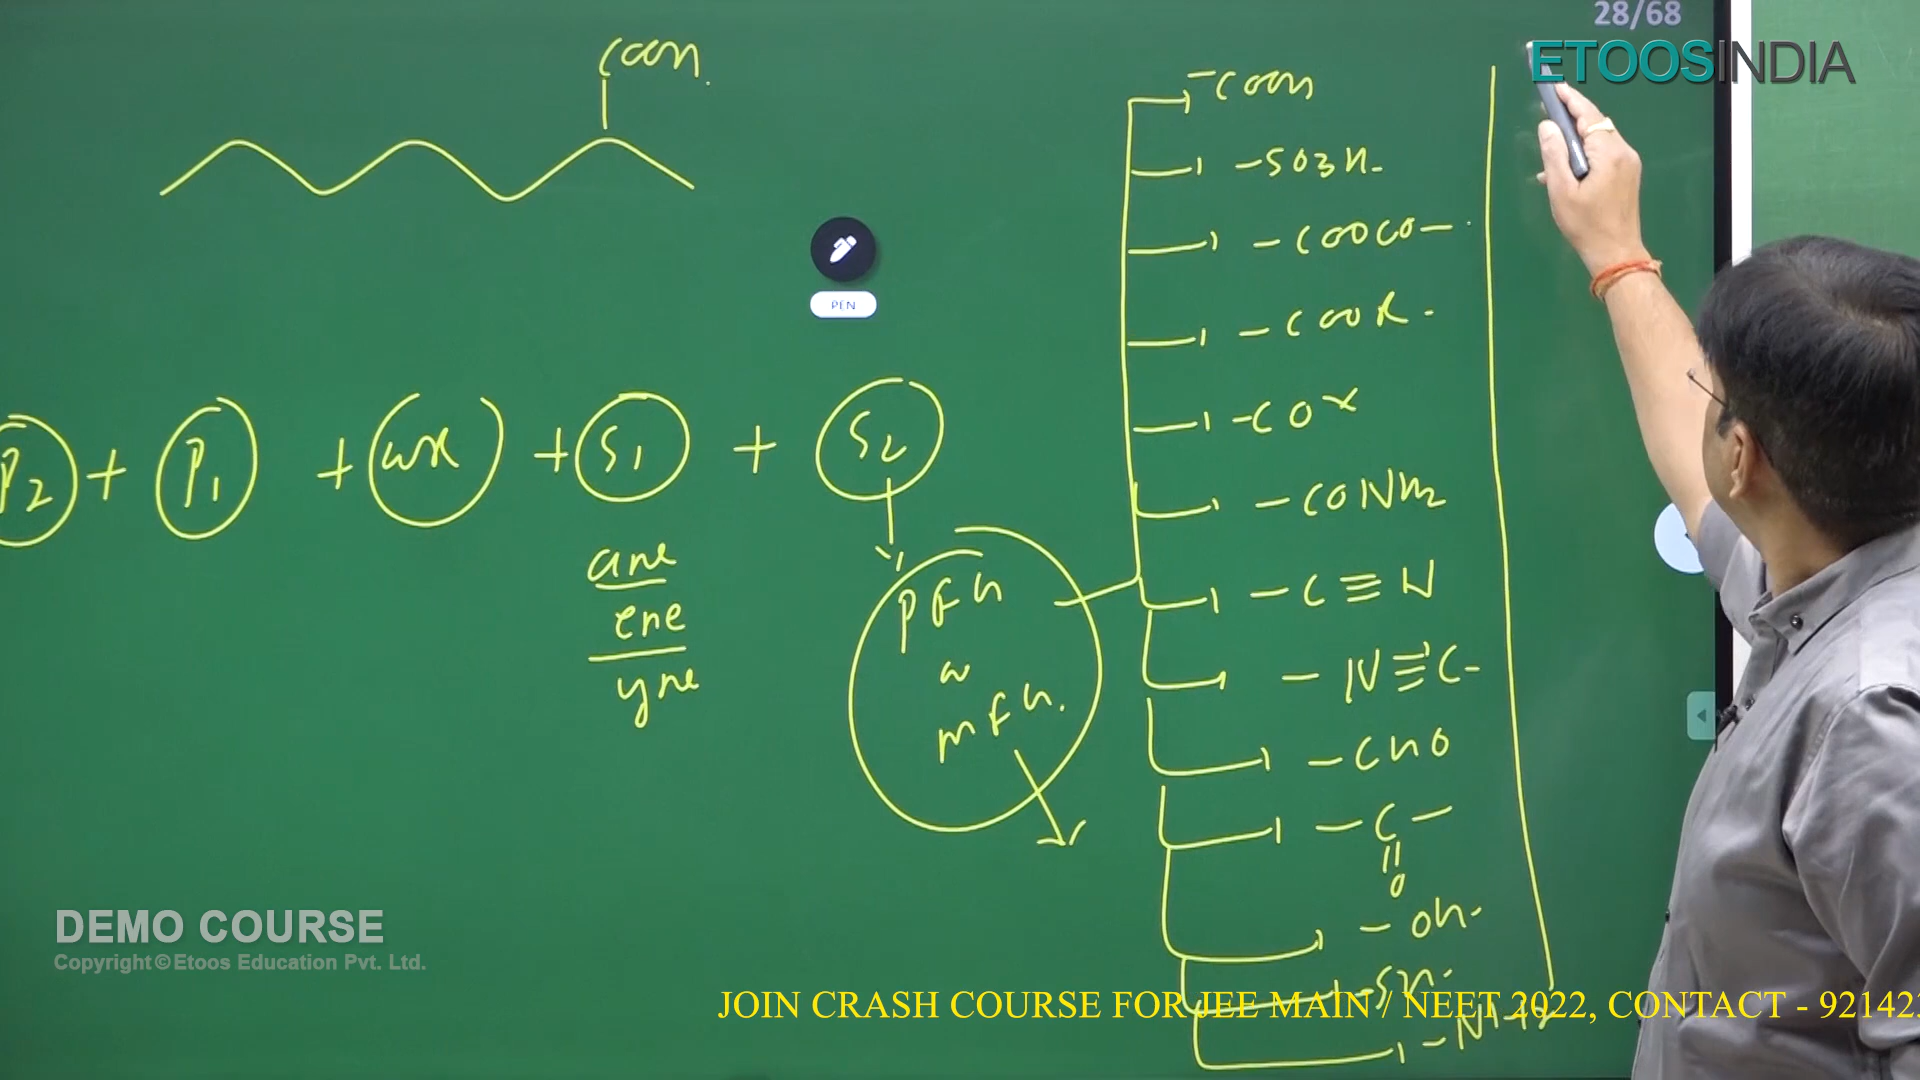 28/68
ETOOSINDIA
COOH.
-COOH
-SO3H.
-COOCO-
-COOR.
PEN
-COX
P2 + P1 + WR + S1 + S2
-CONH2
ane
ene
yne
PFG
MFG.
-C≡N
-N≡C-
-CHO
-C-
||
O
-OH.
-SH.
-NH2
DEMO COURSE
Copyright © Etoos Education Pvt. Ltd.
JOIN CRASH COURSE FOR JEE MAIN / NEET 2022, CONTACT - 92142